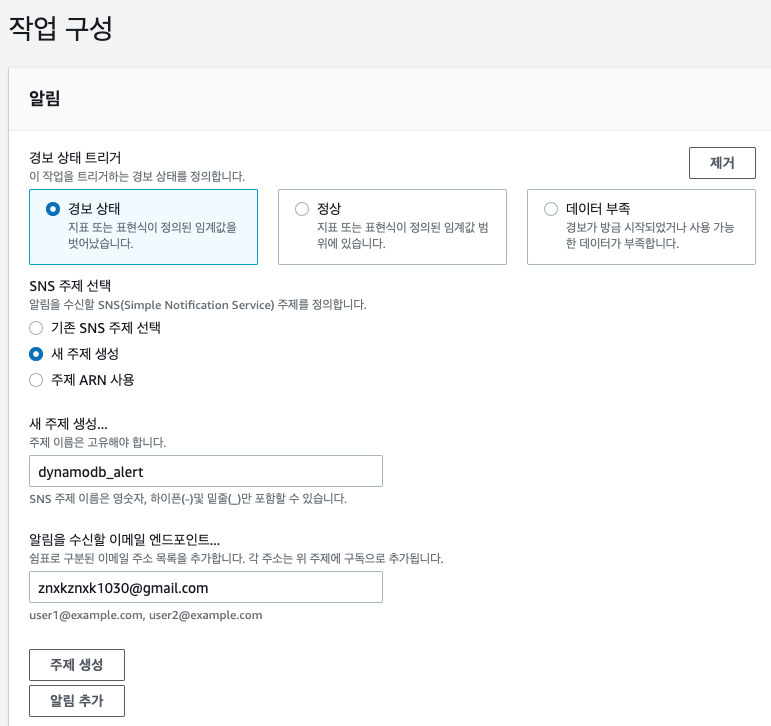 작업 구성
알림
경보 상태 트리거
이 작업을 트리거하는 경보 상태를 정의합니다.
제거
경보 상태
지표 또는 표현식이 정의된 임계값을
벗어났습니다.
정상
지표 또는 표현식이 정의된 임계값 범
위에 있습니다.
데이터 부족
경보가 방금 시작되었거나 사용 가능
한 데이터가 부족합니다.
SNS 주제 선택
알림을 수신할 SNS(Simple Notification Service) 주제를 정의합니다.
기존 SNS 주제 선택
새 주제 생성
주제 ARN 사용
새 주제 생성...
주제 이름은 고유해야 합니다.
dynamodb_alert
SNS 주제 이름은 영숫자, 하이픈(-)및 밑줄(_)만 포함할 수 있습니다.
알림을 수신할 이메일 엔드포인트...
쉼표로 구분된 이메일 주소 목록을 추가합니다. 각 주소는 위 주제에 구독으로 추가됩니다.
znxkznxk1030@gmail.com
user1@example.com, user2@example.com
주제 생성
알림 추가